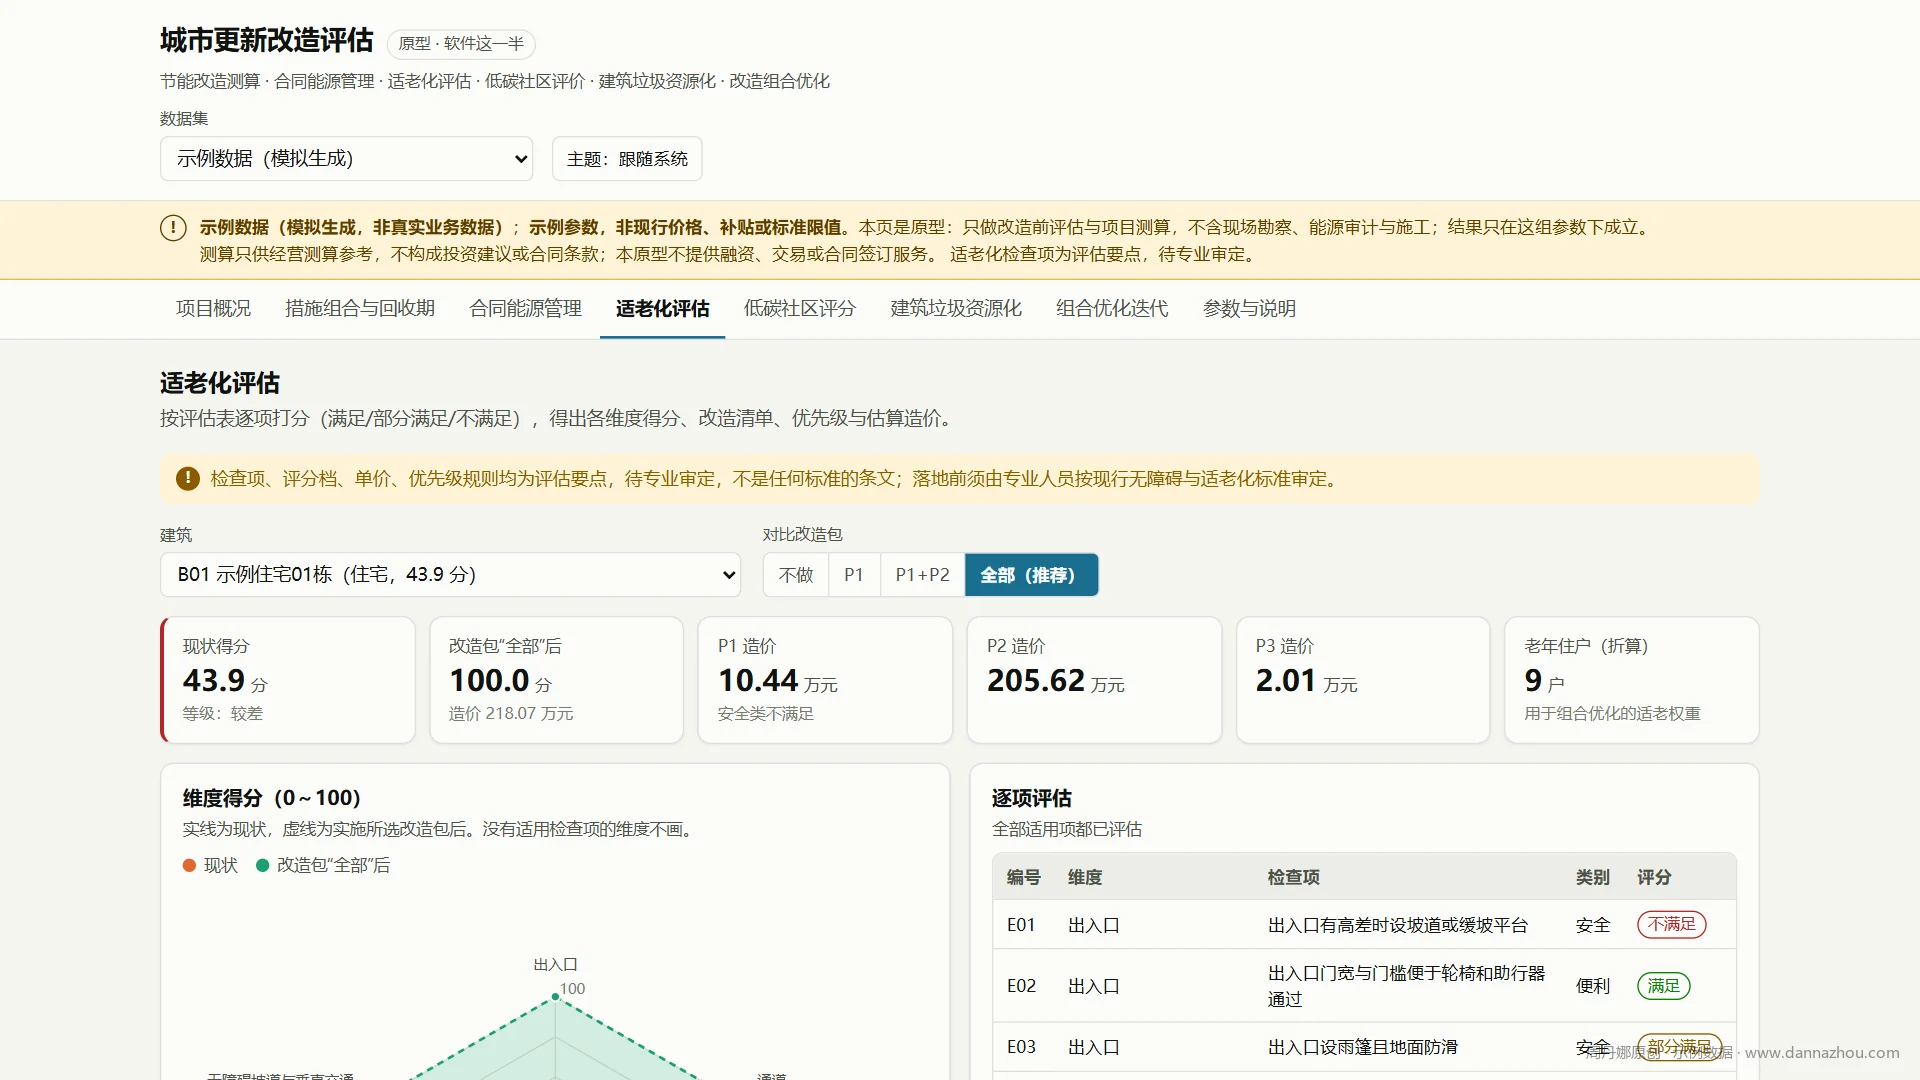 城市更新改造评估
原型 · 软件这一半
节能改造测算 · 合同能源管理 · 适老化评估 · 低碳社区评价 · 建筑垃圾资源化 · 改造组合优化
数据集
示例数据（模拟生成）
主题：跟随系统
示例数据（模拟生成，非真实业务数据）；示例参数，非现行价格、补贴或标准限值。本页是原型：只做改造前评估与项目测算，不含现场勘察、能源审计与施工；结果只在这组参数下成立。
测算只供经营测算参考，不构成投资建议或合同条款；本原型不提供融资、交易或合同签订服务。 适老化检查项为评估要点，待专业审定。
项目概况 措施组合与回收期 合同能源管理 适老化评估 低碳社区评分 建筑垃圾资源化 组合优化迭代 参数与说明
适老化评估
按评估表逐项打分（满足/部分满足/不满足），得出各维度得分、改造清单、优先级与估算造价。
检查项、评分档、单价、优先级规则均为评估要点，待专业审定，不是任何标准的条文；落地前须由专业人员按现行无障碍与适老化标准审定。
建筑
B01 示例住宅01栋（住宅，43.9 分）
对比改造包
不做 P1 P1+P2 全部（推荐）
现状得分
43.9 分
等级：较差
改造包“全部”后
100.0 分
造价 218.07 万元
P1 造价
10.44 万元
安全类不满足
P2 造价
205.62 万元
P3 造价
2.01 万元
老年住户（折算）
9 户
用于组合优化的适老权重
维度得分（0～100）
实线为现状，虚线为实施所选改造包后。没有适用检查项的维度不画。
现状 改造包“全部”后
出入口
100
无障碍坡道与垂直交通
通道
逐项评估
全部适用项都已评估
编号 维度 检查项 类别 评分
E01 出入口 出入口有高差时设坡道或缓坡平台 安全 不满足
E02 出入口 出入口门宽与门槛便于轮椅和助行器通过 便利 满足
E03 出入口 出入口设雨篷且地面防滑 安全 部分满足
周丹娜原创 · 示例数据 · www.dannazhou.com